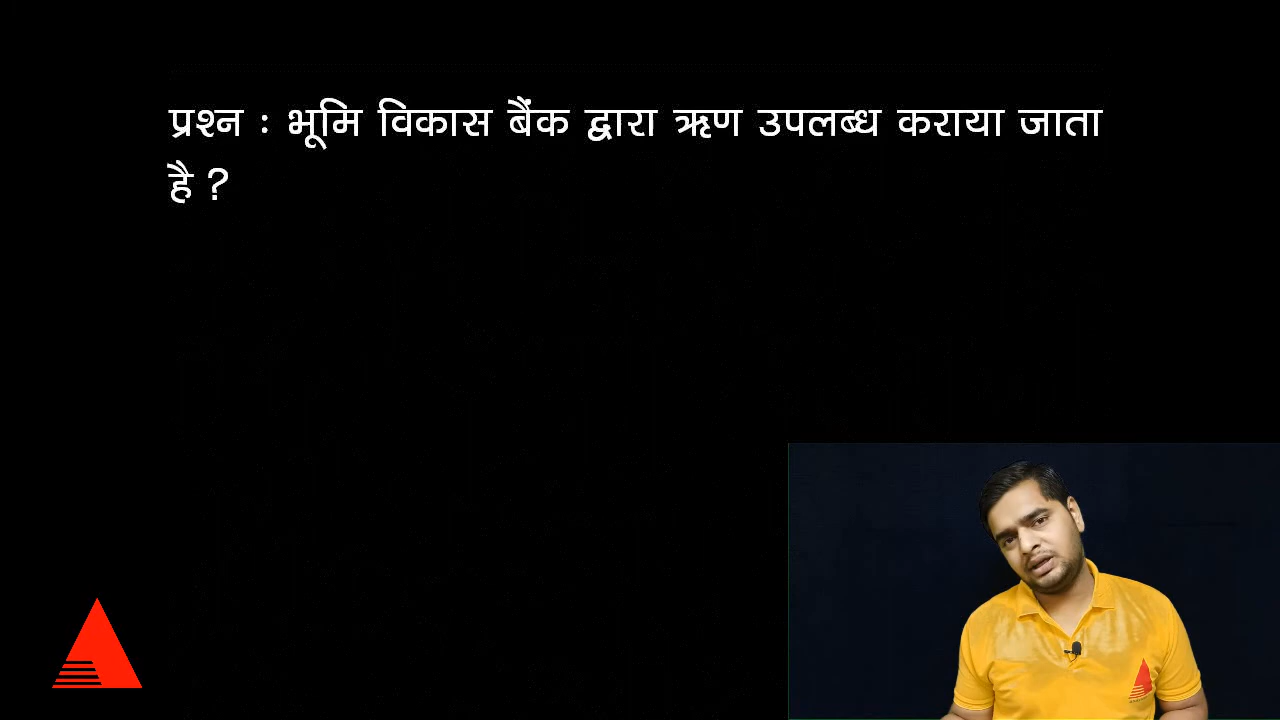 प्रश्न : भूमि विकास बैंक द्वारा ऋण उपलब्ध कराया जाता
है ?